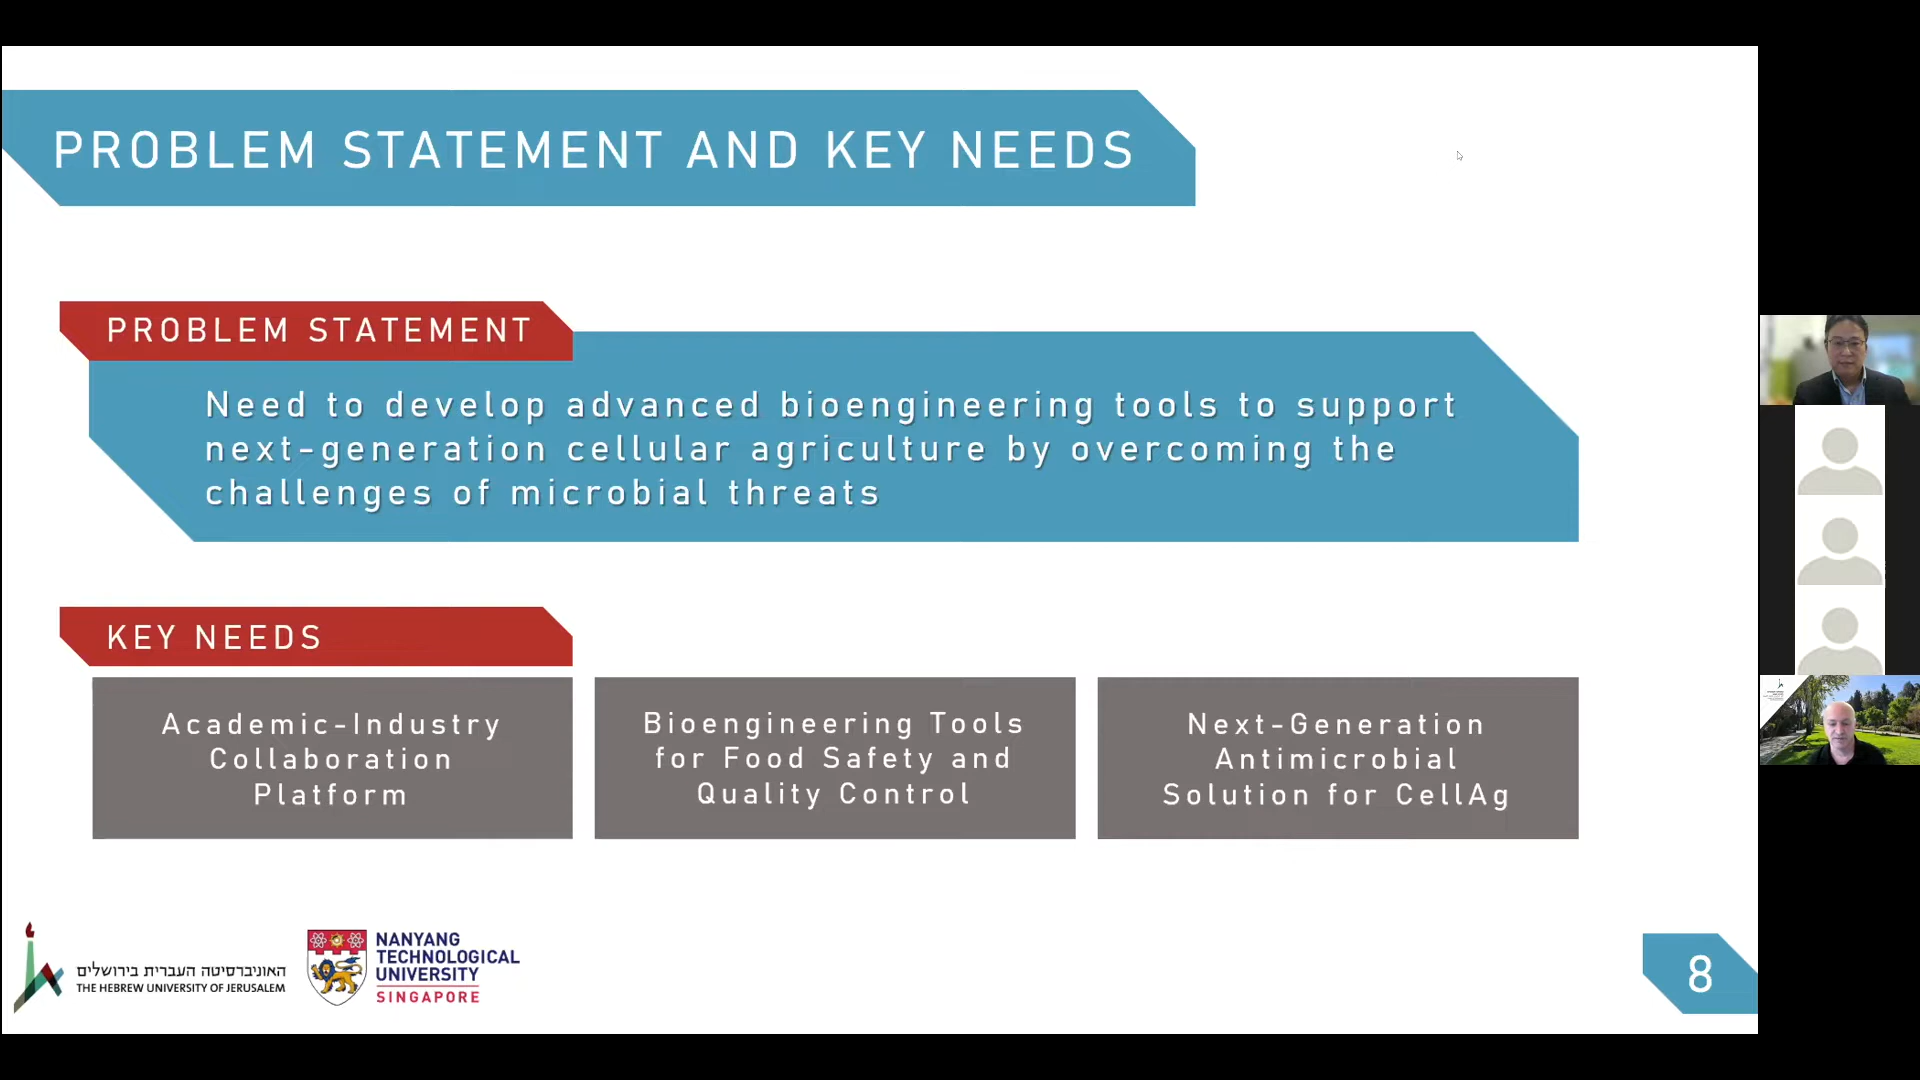 PROBLEM STATEMENT AND KEY NEEDS
PROBLEM STATEMENT
Need to develop advanced bioengineering tools to support
next-generation cellular agriculture by overcoming the
challenges of microbial threats
KEY NEEDS
Academic-Industry
Collaboration
Platform
Bioengineering Tools
for Food Safety and
Quality Control
Next-Generation
Antimicrobial
Solution for CellAg
האוניברסיטה העברית בירושלים
THE HEBREW UNIVERSITY OF JERUSALEM
NANYANG
TECHNOLOGICAL
UNIVERSITY
SINGAPORE
8